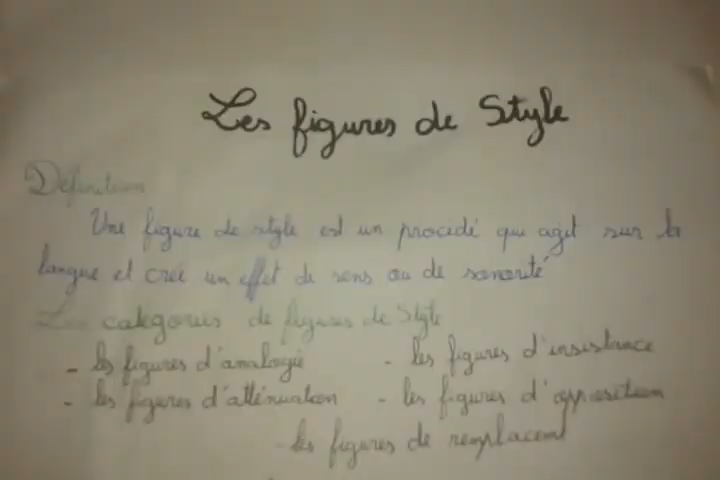 Les figures de Style
Définition
Une figure de style est un procédé qui agit sur la
langue et crée un effet de sens ou de sonorité
Les catégories de figures de Style
- les figures d'analogie - les figures d'insistance
- les figures d'atténuation - les figures d'opposition
- les figures de remplacent